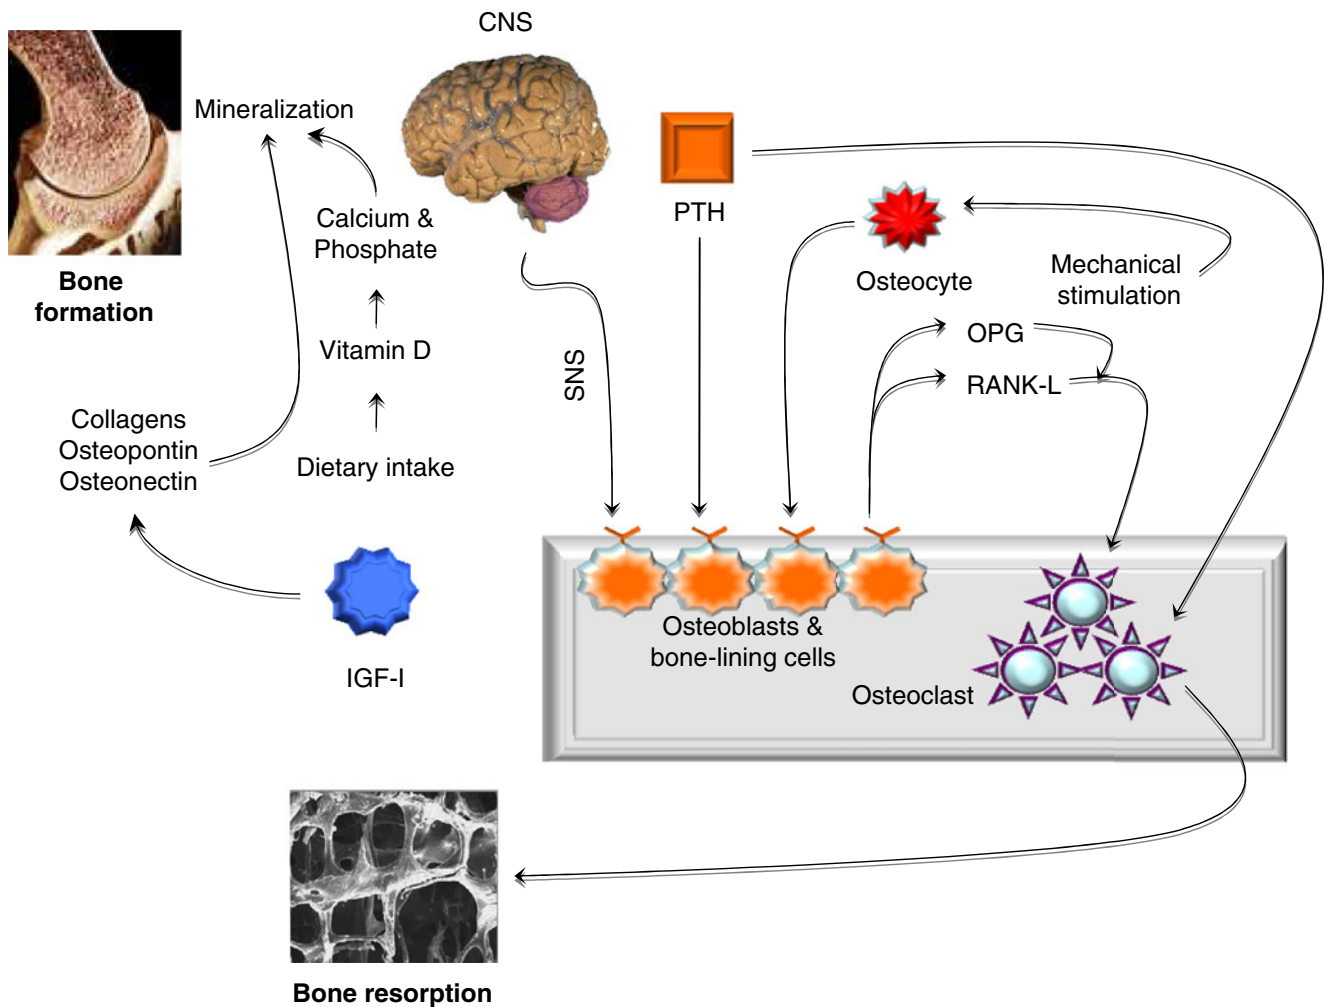 CNS
Mineralization
Calcium &
Phosphate
PTH
Osteocyte
Mechanical
stimulation
Bone
formation
Vitamin D
SNS
OPG
RANK-L
Collagens
Osteopontin
Osteonectin
Dietary intake
IGF-I
Osteoblasts &
bone-lining cells
Osteoclast
Bone resorption